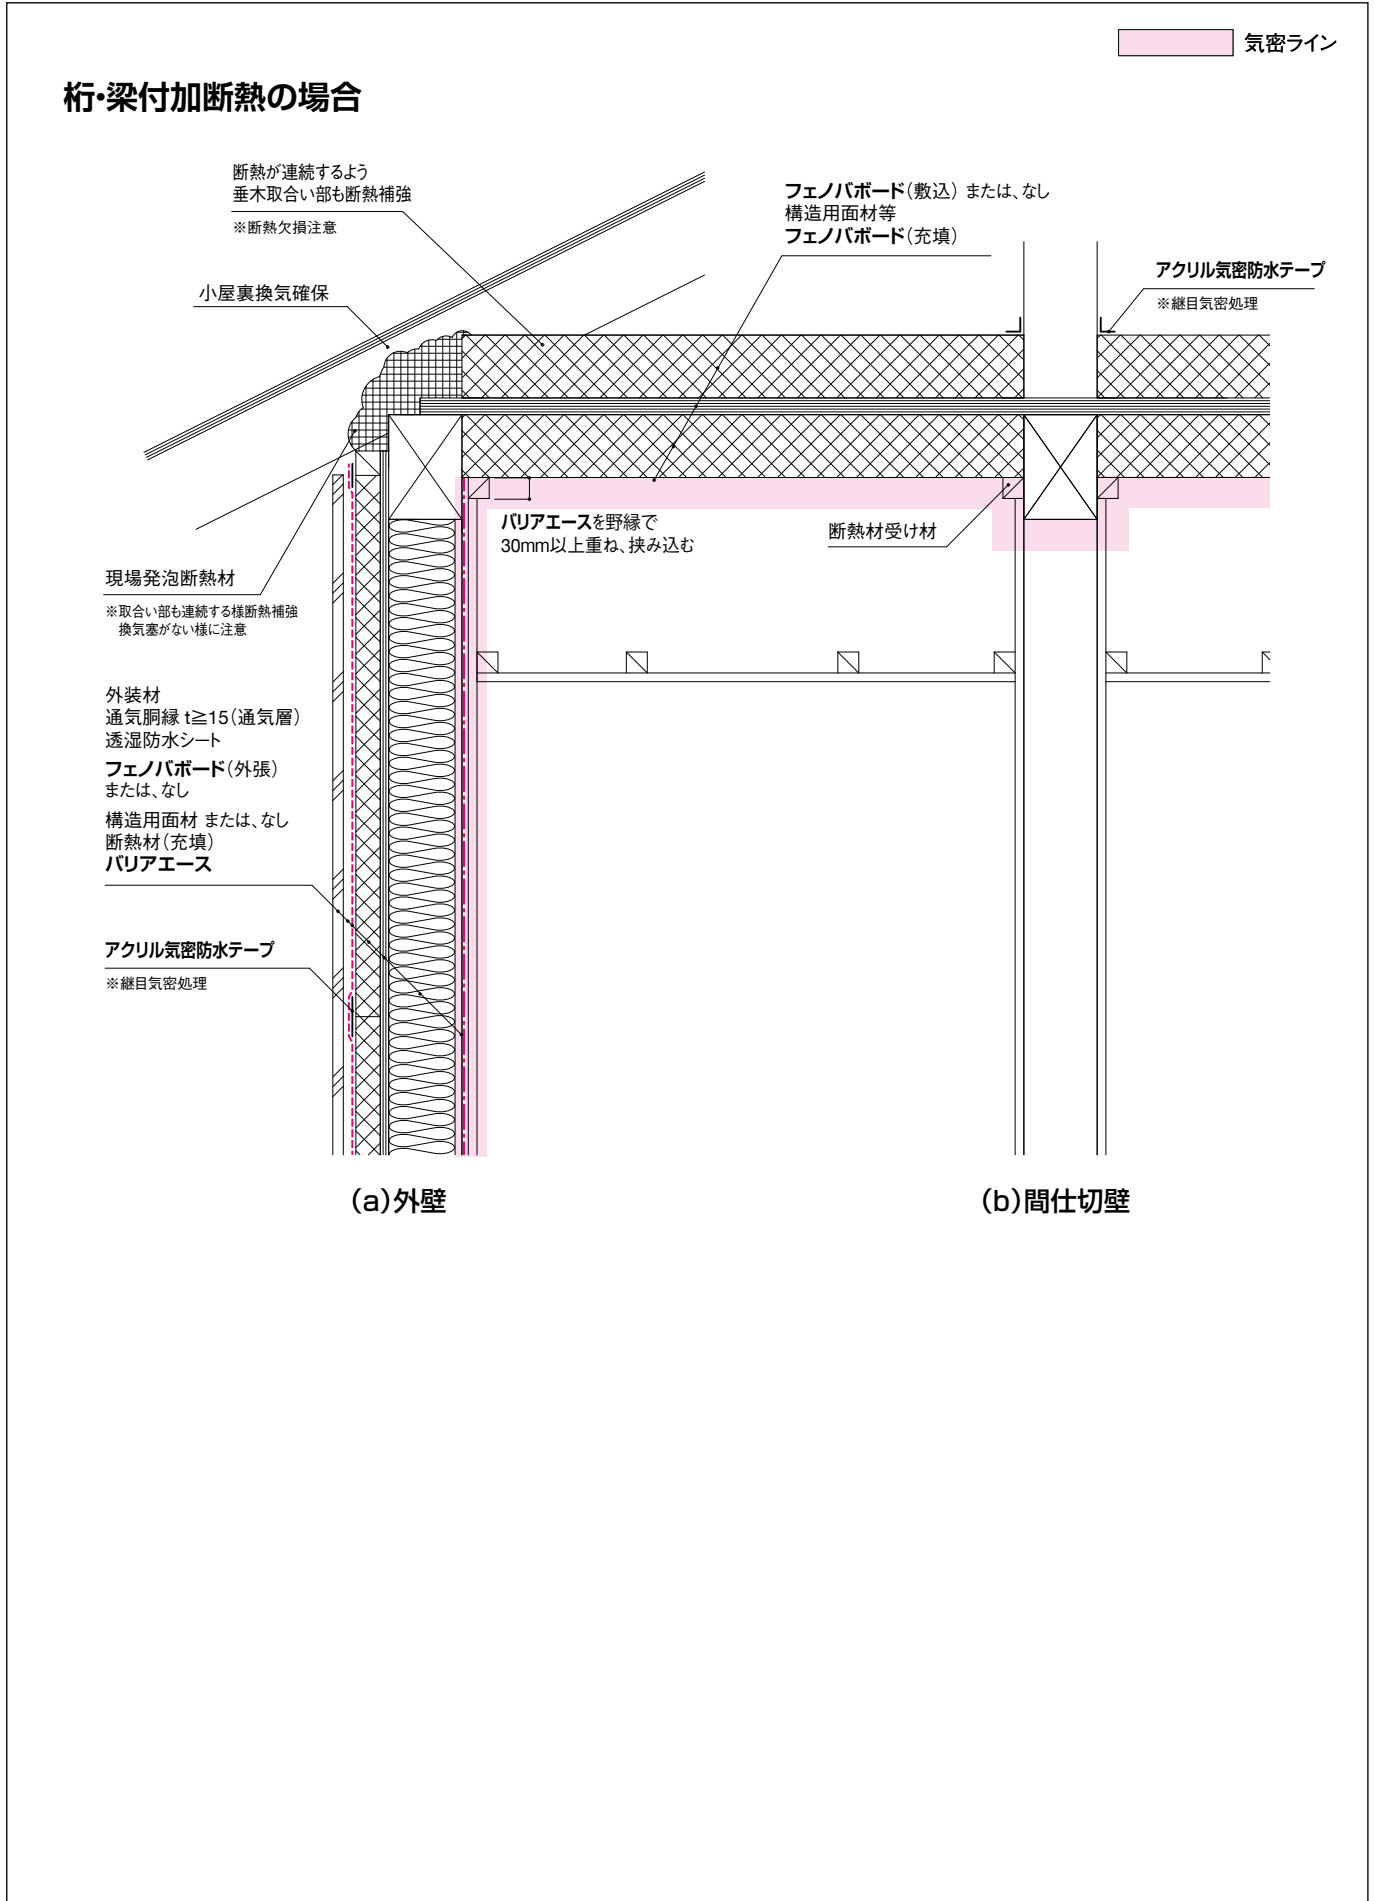 気密ライン
桁・梁付加断熱の場合
断熱が連続するよう
垂木取合い部も断熱補強
※断熱欠損注意
フェノバボード(敷込) または、なし
構造用面材等
フェノバボード(充填)
アクリル気密防水テープ
※継目気密処理
小屋裏換気確保
バリアエースを野縁で
30mm以上重ね、挟み込む
断熱材受け材
現場発泡断熱材
※取合い部も連続する様断熱補強
換気塞がない様に注意
外装材
通気胴縁 t≧15(通気層)
透湿防水シート
フェノバボード(外張)
または、なし
構造用面材 または、なし
断熱材(充填)
バリアエース
アクリル気密防水テープ
※継目気密処理
(a)外壁
(b)間仕切壁